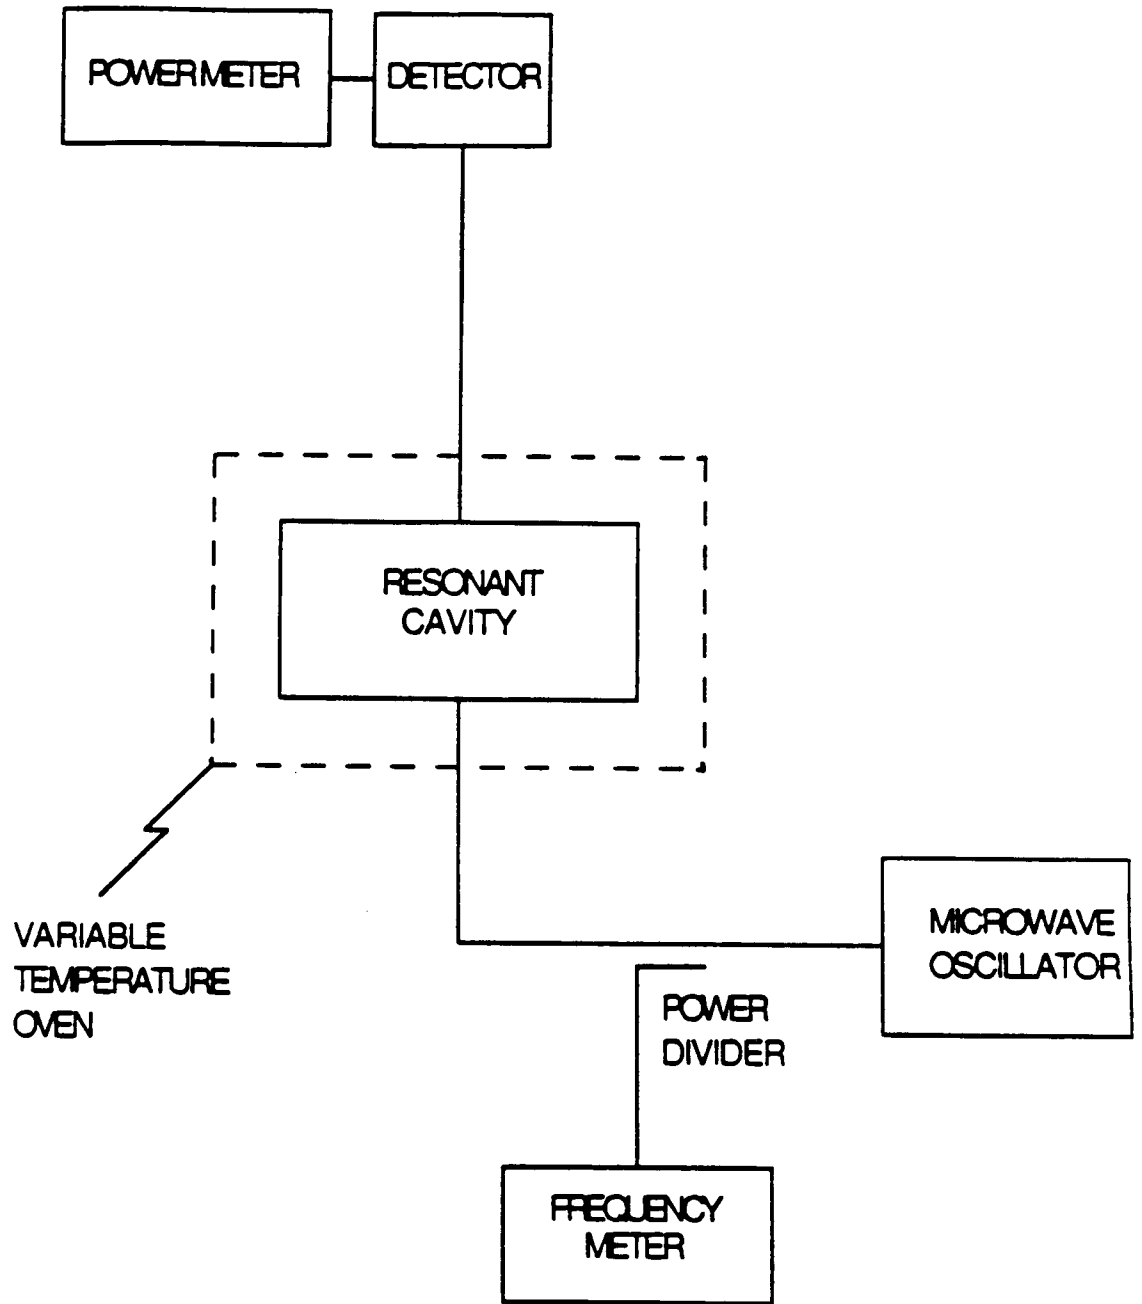 POWER METER
DETECTOR
RESONANT
CAVITY
VARIABLE
TEMPERATURE
OVEN
MICROWAVE
OSCILLATOR
POWER
DIVIDER
FREQUENCY
METER